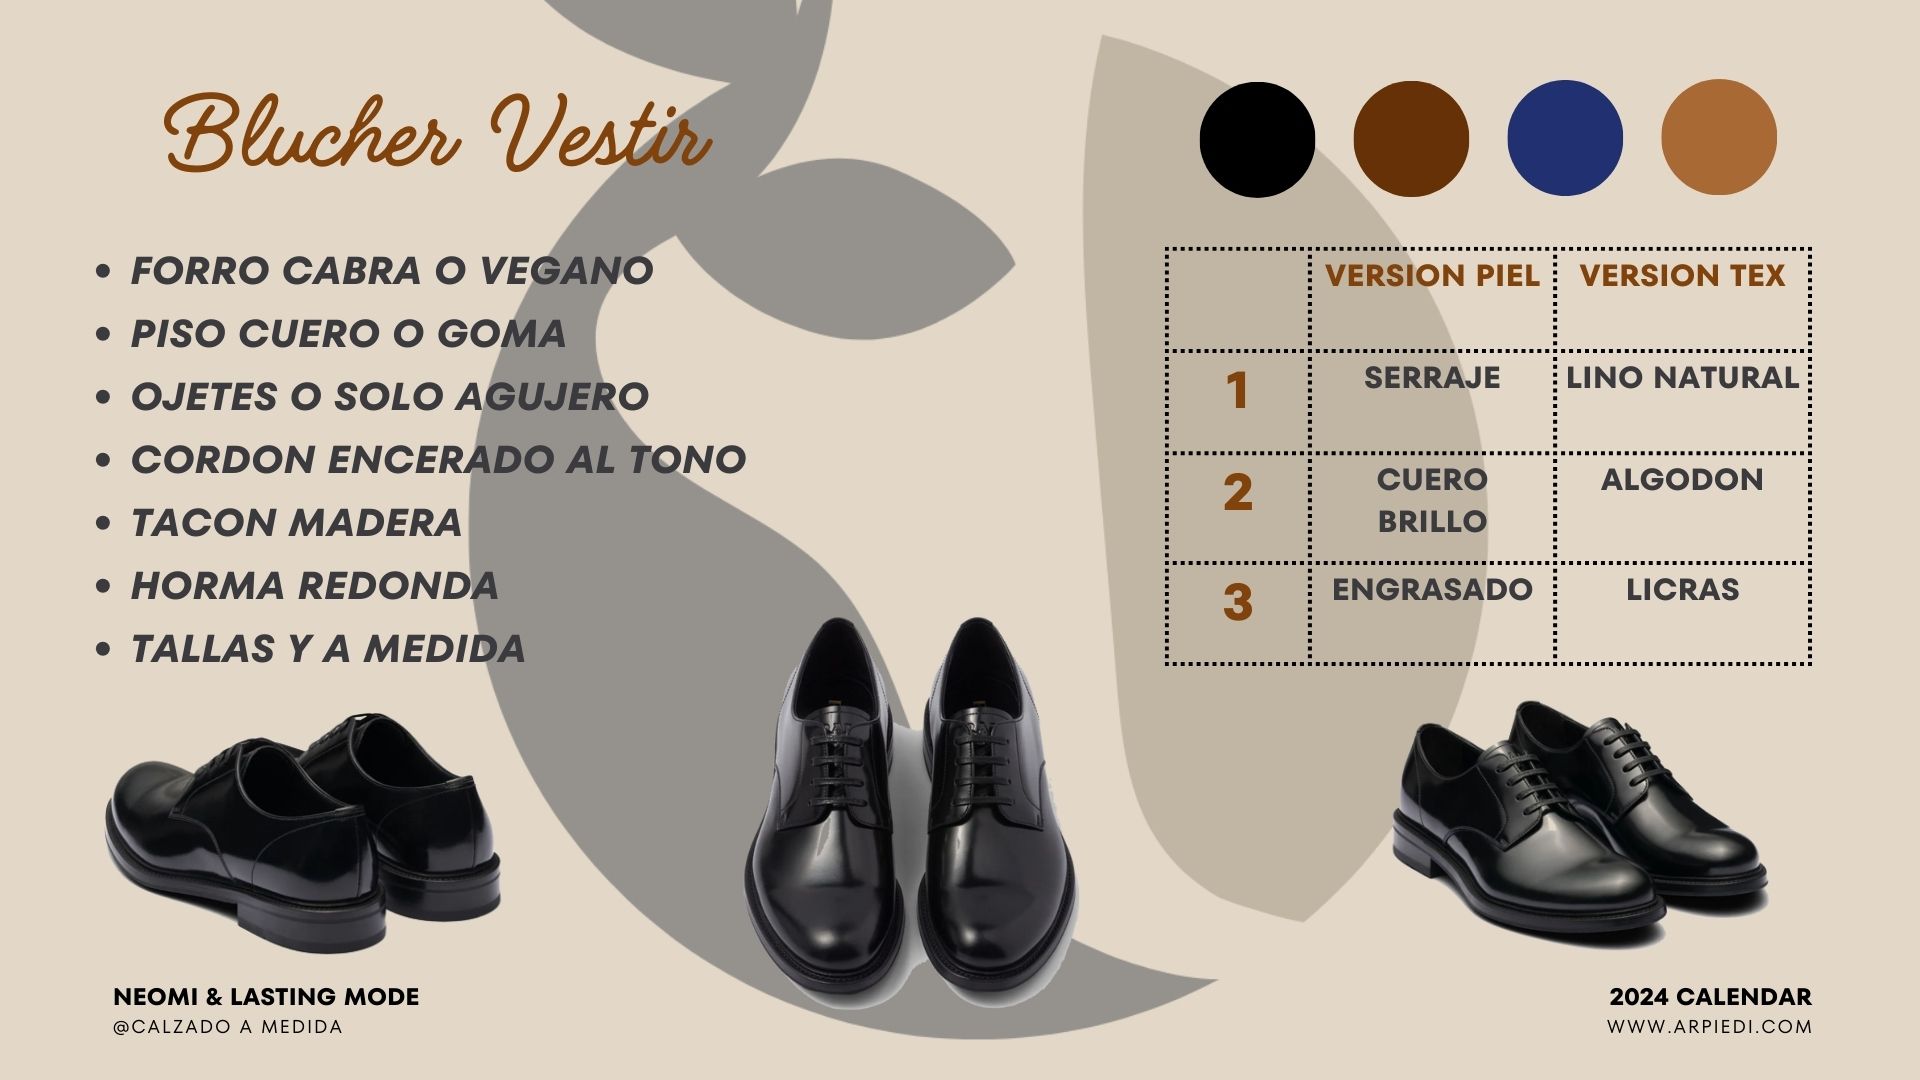 Blucher Vestir
• FORRO CABRA O VEGANO
• PISO CUERO O GOMA
• OJETES O SOLO AGUJERO
• CORDON ENCERADO AL TONO
• TACON MADERA
• HORMA REDONDA
• TALLAS Y A MEDIDA
VERSION PIEL VERSION TEX
1 SERRAJE LINO NATURAL
2 CUERO ALGODON
BRILLO
3 ENGRASADO LICRAS
NEOMI & LASTING MODE
@CALZADO A MEDIDA
2024 CALENDAR
WWW.ARPIEDI.COM